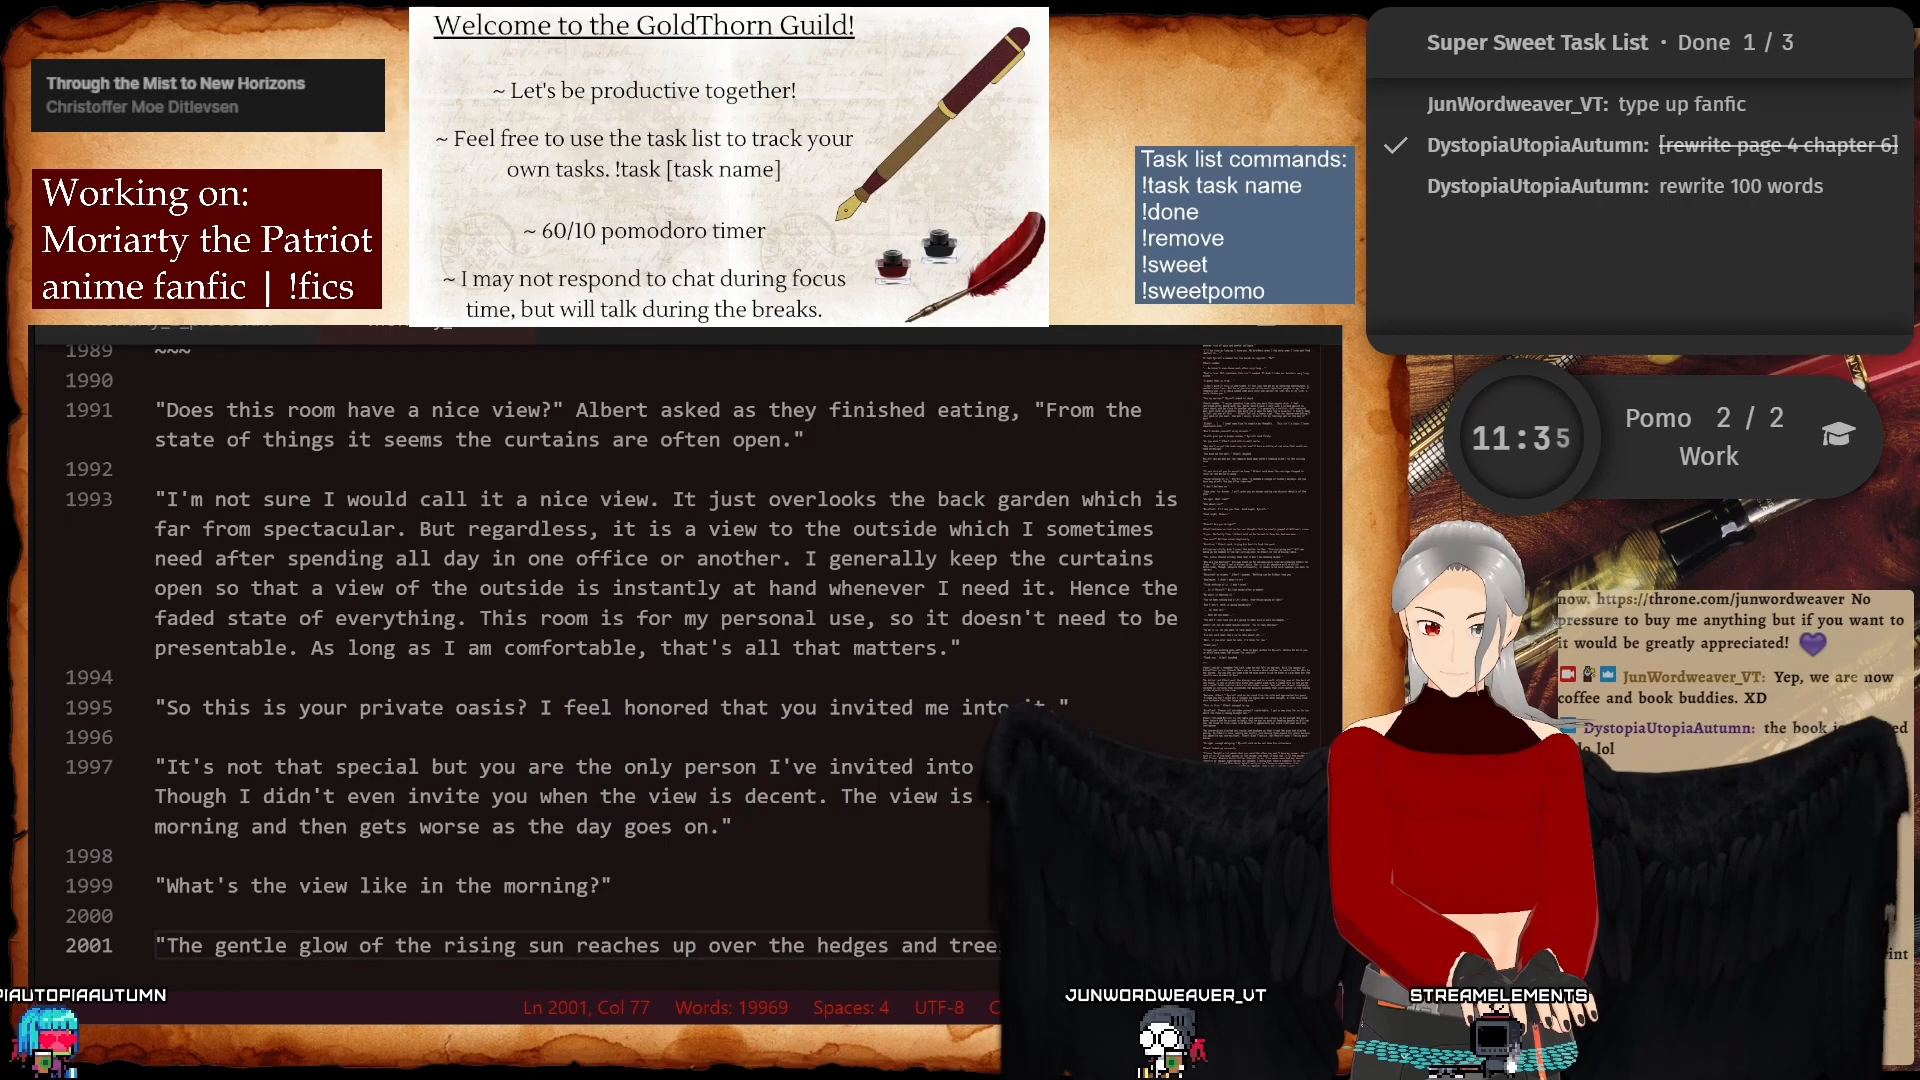 Through the Mist to New Horizons
Christoffer Moe Ditlevsen
Working on:
Moriarty the Patriot
anime fanfic | !fics
Welcome to the GoldThorn Guild!
~ Let's be productive together!
~ Feel free to use the task list to track your
own tasks. !task [task name]
~ 60/10 pomodoro timer
~ I may not respond to chat during focus
time, but will talk during the breaks.
Task list commands:
!task task name
!done
!remove
!sweet
!sweetpomo
Super Sweet Task List · Done 1 / 3
JunWordweaver_VT: type up fanfic
DystopiaUtopiaAutumn: [rewrite page 4 chapter 6]
DystopiaUtopiaAutumn: rewrite 100 words
11:35
Pomo 2 / 2
Work
1989 ~~~
1990
1991 "Does this room have a nice view?" Albert asked as they finished eating, "From the
state of things it seems the curtains are often open."
1992
1993 "I'm not sure I would call it a nice view. It just overlooks the back garden which is
far from spectacular. But regardless, it is a view to the outside which I sometimes
need after spending all day in one office or another. I generally keep the curtains
open so that a view of the outside is instantly at hand whenever I need it. Hence the
faded state of everything. This room is for my personal use, so it doesn't need to be
presentable. As long as I am comfortable, that's all that matters."
1994
1995 "So this is your private oasis? I feel honored that you invited me into it."
1996
1997 "It's not that special but you are the only person I've invited into
Though I didn't even invite you when the view is decent. The view is
morning and then gets worse as the day goes on."
1998
1999 "What's the view like in the morning?"
2000
2001 "The gentle glow of the rising sun reaches up over the hedges and trees
Ln 2001, Col 77 Words: 19969 Spaces: 4 UTF-8 C
now. https://throne.com/junwordweaver No
pressure to buy me anything but if you want to
it would be greatly appreciated!
JunWordweaver_VT: Yep, we are now
coffee and book buddies. XD
DystopiaUtopiaAutumn: the book
lol
int
PIAUTOPIAAUTUMN
JUNWORDWEAVER_VT
STREAMELEMENTS